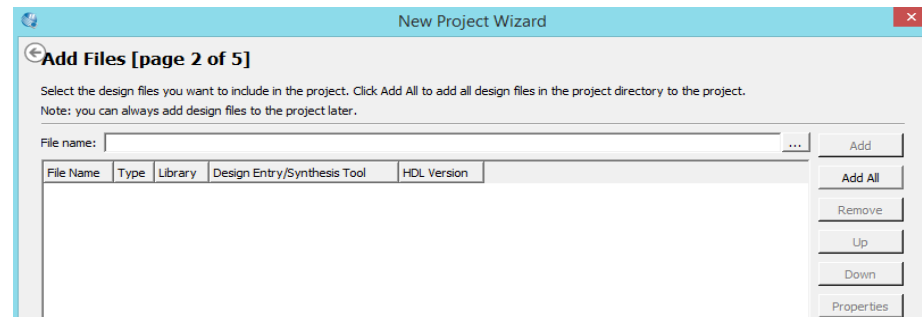 New Project Wizard
Add Files [page 2 of 5]
Select the design files you want to include in the project. Click Add All to add all design files in the project directory to the project.
Note: you can always add design files to the project later.
File name: ... Add
File Name Type Library Design Entry/Synthesis Tool HDL Version
Add All
Remove
Up
Down
Properties